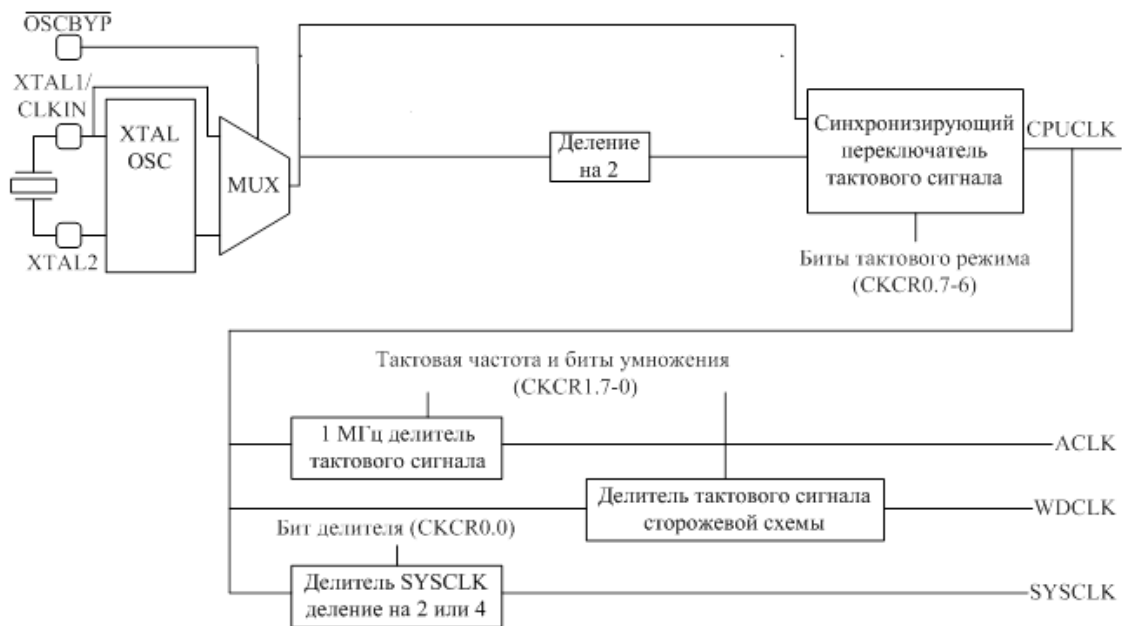 OSCBYP
XTAL1/
CLKIN
XTAL
OSC
MUX
XTAL2
Деление
на 2
Синхронизирующий
переключатель
тактового сигнала
CPUCLK
Биты тактового режима
(CKCR0.7-6)
Тактовая частота и биты умножения
(CKCR1.7-0)
1 МГц делитель
тактового сигнала
ACLK
Делитель тактового сигнала
сторожевой схемы
WDCLK
Бит делителя (CKCR0.0)
Делитель SYSCLK
деление на 2 или 4
SYSCLK